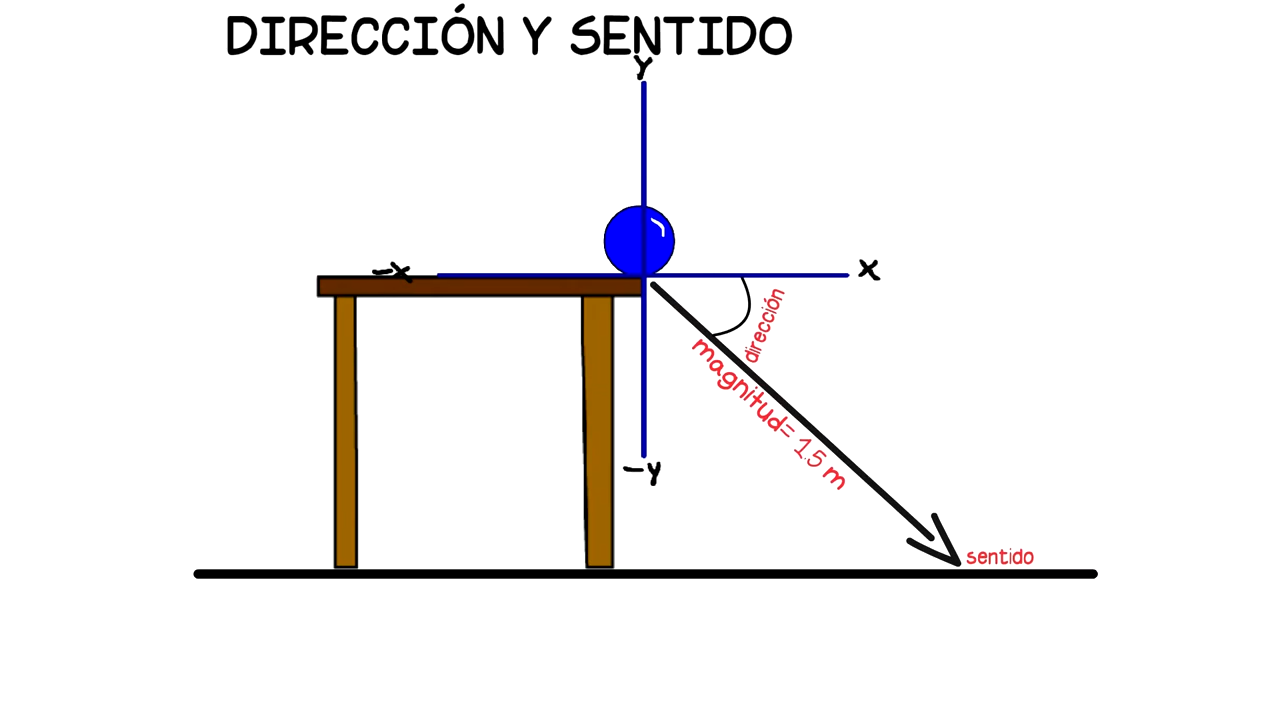 DIRECCIÓN Y SENTIDO
Y
-X
X
dirección
magnitud= 1.5 m
-Y
sentido